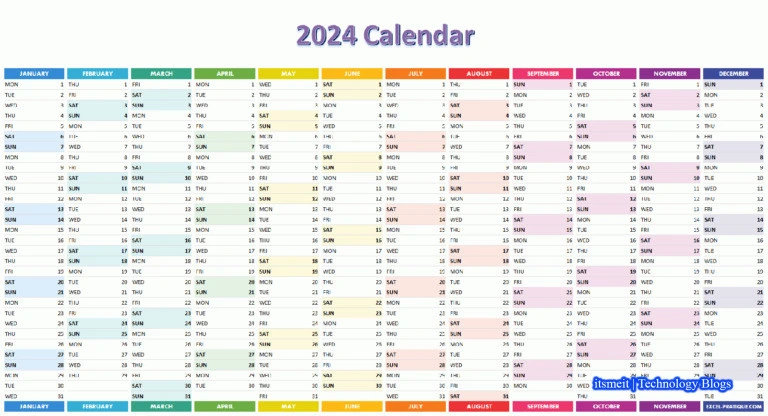 2024 Calendar
JANUARY FEBRUARY MARCH APRIL MAY JUNE JULY AUGUST SEPTEMBER OCTOBER NOVEMBER DECEMBER
MON 1 THU 1 FRI 1 MON 1 WED 1 SAT 1 MON 1 THU 1 SUN 1 TUE 1 FRI 1 SUN 1
TUE 2 FRI 2 SAT 2 TUE 2 THU 2 SUN 2 TUE 2 FRI 2 MON 2 WED 2 SAT 2 MON 2
WED 3 SAT 3 SUN 3 WED 3 FRI 3 MON 3 WED 3 SAT 3 TUE 3 THU 3 SUN 3 TUE 3
THU 4 SUN 4 MON 4 THU 4 SAT 4 TUE 4 THU 4 SUN 4 WED 4 FRI 4 MON 4 WED 4
FRI 5 MON 5 TUE 5 FRI 5 SUN 5 WED 5 FRI 5 MON 5 THU 5 SAT 5 TUE 5 THU 5
SAT 6 TUE 6 WED 6 SAT 6 MON 6 THU 6 SAT 6 TUE 6 FRI 6 SUN 6 WED 6 FRI 6
SUN 7 WED 7 THU 7 SUN 7 TUE 7 FRI 7 SUN 7 WED 7 SAT 7 MON 7 THU 7 SAT 7
MON 8 THU 8 FRI 8 MON 8 WED 8 SAT 8 MON 8 THU 8 SUN 8 TUE 8 FRI 8 SUN 8
TUE 9 FRI 9 SAT 9 TUE 9 THU 9 SUN 9 TUE 9 FRI 9 MON 9 WED 9 SAT 9 MON 9
WED 10 SAT 10 SUN 10 WED 10 FRI 10 MON 10 WED 10 SAT 10 TUE 10 THU 10 SUN 10 TUE 10
THU 11 SUN 11 MON 11 THU 11 SAT 11 TUE 11 THU 11 SUN 11 WED 11 FRI 11 MON 11 WED 11
FRI 12 MON 12 TUE 12 FRI 12 SUN 12 WED 12 FRI 12 MON 12 THU 12 SAT 12 TUE 12 THU 12
SAT 13 TUE 13 WED 13 SAT 13 MON 13 THU 13 SAT 13 TUE 13 FRI 13 SUN 13 WED 13 FRI 13
SUN 14 WED 14 THU 14 SUN 14 TUE 14 FRI 14 SUN 14 WED 14 SAT 14 MON 14 THU 14 SAT 14
MON 15 THU 15 FRI 15 MON 15 WED 15 SAT 15 MON 15 THU 15 SUN 15 TUE 15 FRI 15 SUN 15
TUE 16 FRI 16 SAT 16 TUE 16 THU 16 SUN 16 TUE 16 FRI 16 MON 16 WED 16 SAT 16 MON 16
WED 17 SAT 17 SUN 17 WED 17 FRI 17 MON 17 WED 17 SAT 17 TUE 17 THU 17 SUN 17 TUE 17
THU 18 SUN 18 MON 18 THU 18 SAT 18 TUE 18 THU 18 SUN 18 WED 18 FRI 18 MON 18 WED 18
FRI 19 MON 19 TUE 19 FRI 19 SUN 19 WED 19 FRI 19 MON 19 THU 19 SAT 19 TUE 19 THU 19
SAT 20 TUE 20 WED 20 SAT 20 MON 20 THU 20 SAT 20 TUE 20 FRI 20 SUN 20 WED 20 FRI 20
SUN 21 WED 21 THU 21 SUN 21 TUE 21 FRI 21 SUN 21 WED 21 SAT 21 MON 21 THU 21 SAT 21
MON 22 THU 22 FRI 22 MON 22 WED 22 SAT 22 MON 22 THU 22 SUN 22 TUE 22 FRI 22 SUN 22
TUE 23 FRI 23 SAT 23 TUE 23 THU 23 SUN 23 TUE 23 FRI 23 MON 23 WED 23 SAT 23 MON 23
WED 24 SAT 24 SUN 24 WED 24 FRI 24 MON 24 WED 24 SAT 24 TUE 24 THU 24 SUN 24 TUE 24
THU 25 SUN 25 MON 25 THU 25 SAT 25 TUE 25 THU 25 SUN 25 WED 25 FRI 25 MON 25 WED 25
FRI 26 MON 26 TUE 26 FRI 26 SUN 26 WED 26 FRI 26 MON 26 THU 26 SAT 26 TUE 26 THU 26
SAT 27 TUE 27 WED 27 SAT 27 MON 27 THU 27 SAT 27 TUE 27 FRI 27 SUN 27 WED 27 FRI 27
SUN 28 WED 28 THU 28 SUN 28 TUE 28 FRI 28 SUN 28 WED 28 SAT 28 MON 28 THU 28 SAT 28
MON 29 THU 29 FRI 29 MON 29 WED 29 SAT 29 MON 29 THU 29 SUN 29
itsmeit | Technology Blogs
TUE 30 SAT 30 TUE 30 THU 30 SUN 30 TUE 30 FRI 30 MON 30
WED 31 SUN 31 FRI 31 WED 31 SAT 31 THU 31 TUE 31
JANUARY FEBRUARY MARCH APRIL MAY JUNE JULY AUGUST SEPTEMBER OCTOBER NOVEMBER EXCEL-PRATIQUE.COM